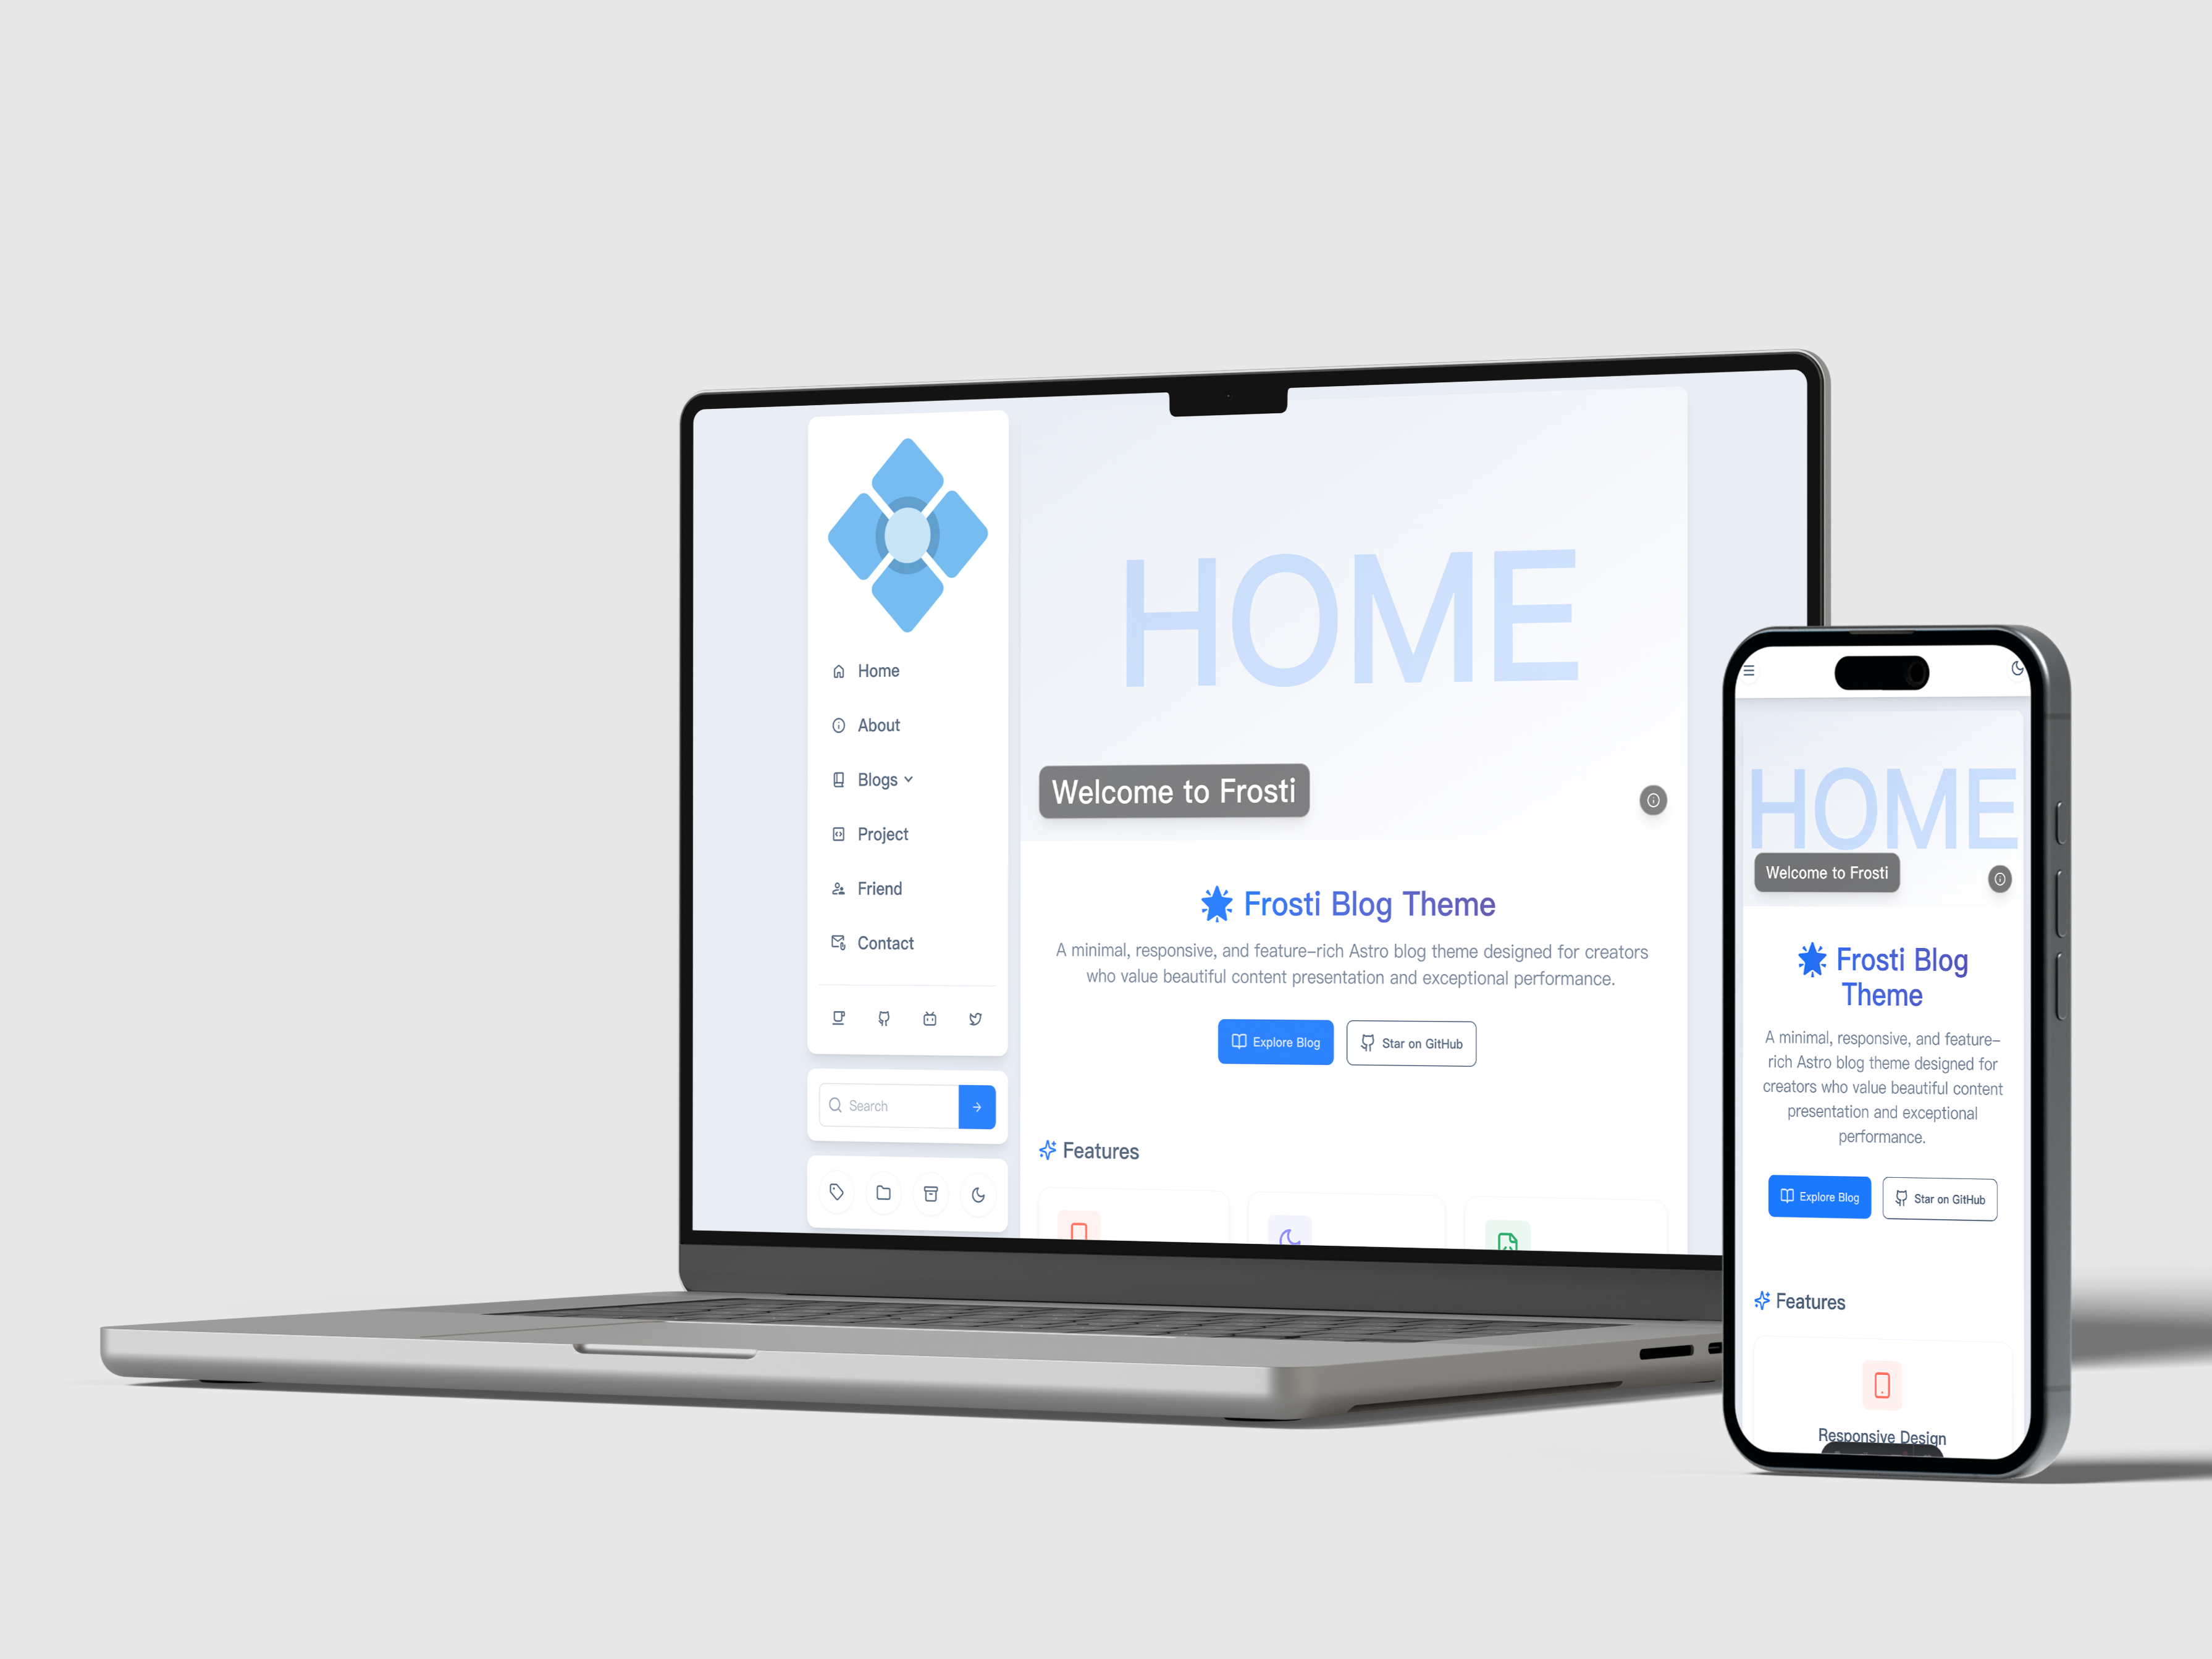 Home
About
Blogs
Project
Friend
Contact
Search
HOME
Welcome to Frosti
Frosti Blog Theme
A minimal, responsive, and feature-rich Astro blog theme designed for creators
who value beautiful content presentation and exceptional performance.
Explore Blog
Star on GitHub
Features
HOME
Welcome to Frosti
Frosti Blog
Theme
A minimal, responsive, and feature-
rich Astro blog theme designed for
creators who value beautiful content
presentation and exceptional
performance.
Explore Blog
Star on GitHub
Features
Responsive Design